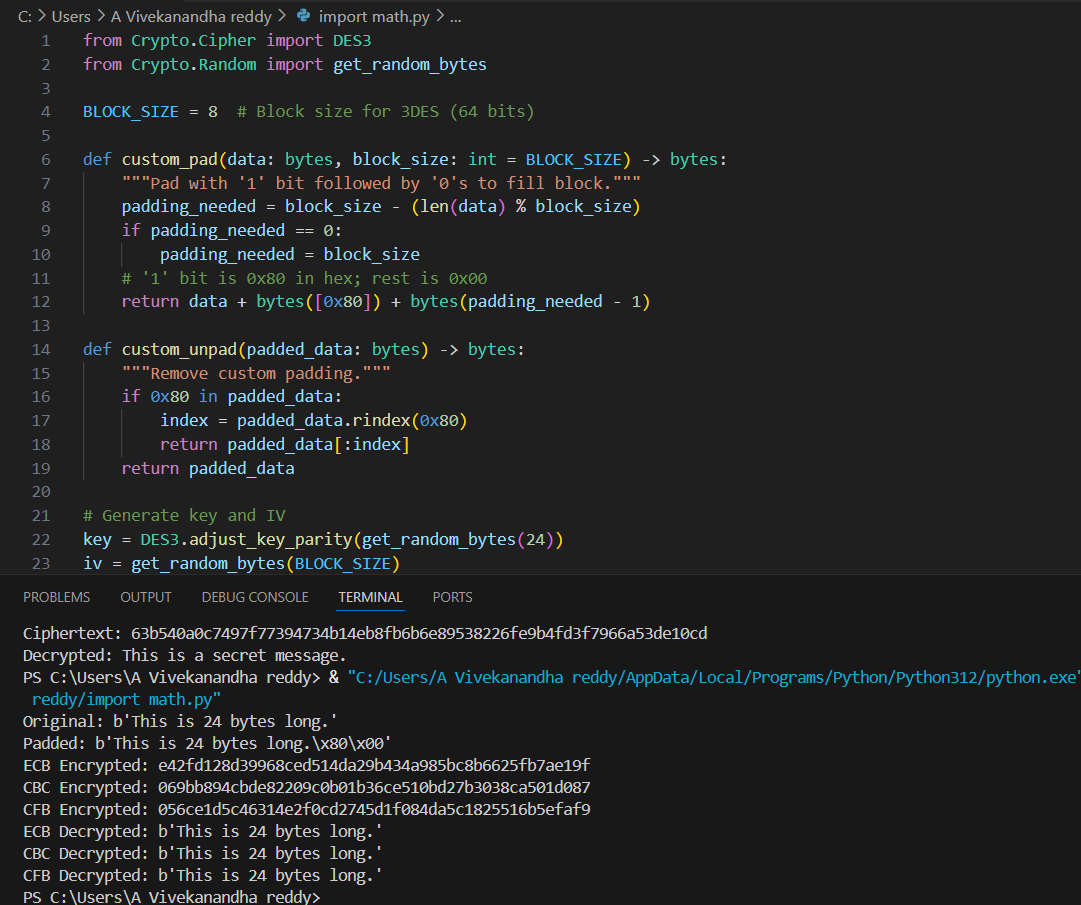 C: > Users > A Vivekanandha reddy > import math.py > ...
1 from Crypto.Cipher import DES3
2 from Crypto.Random import get_random_bytes
3
4 BLOCK_SIZE = 8  # Block size for 3DES (64 bits)
5
6 def custom_pad(data: bytes, block_size: int = BLOCK_SIZE) -> bytes:
7     """Pad with '1' bit followed by '0's to fill block."""
8     padding_needed = block_size - (len(data) % block_size)
9     if padding_needed == 0:
10         padding_needed = block_size
11     # '1' bit is 0x80 in hex; rest is 0x00
12     return data + bytes([0x80]) + bytes(padding_needed - 1)
13
14 def custom_unpad(padded_data: bytes) -> bytes:
15     """Remove custom padding."""
16     if 0x80 in padded_data:
17         index = padded_data.rindex(0x80)
18         return padded_data[:index]
19     return padded_data
20
21 # Generate key and IV
22 key = DES3.adjust_key_parity(get_random_bytes(24))
23 iv = get_random_bytes(BLOCK_SIZE)
PROBLEMS OUTPUT DEBUG CONSOLE TERMINAL PORTS
Ciphertext: 63b540a0c7497f77394734b14eb8fb6b6e89538226fe9b4fd3f7966a53de10cd
Decrypted: This is a secret message.
PS C:\Users\A Vivekanandha reddy> & "C:/Users/A Vivekanandha reddy/AppData/Local/Programs/Python/Python312/python.exe"
reddy/import math.py"
Original: b'This is 24 bytes long.'
Padded: b'This is 24 bytes long.\x80\x00'
ECB Encrypted: e42fd128d39968ced514da29b434a985bc8b6625fb7ae19f
CBC Encrypted: 069bb894cbde82209c0b01b36ce510bd27b3038ca501d087
CFB Encrypted: 056ce1d5c46314e2f0cd2745d1f084da5c1825516b5efaf9
ECB Decrypted: b'This is 24 bytes long.'
CBC Decrypted: b'This is 24 bytes long.'
CFB Decrypted: b'This is 24 bytes long.'
PS C:\Users\A Vivekanandha reddy>